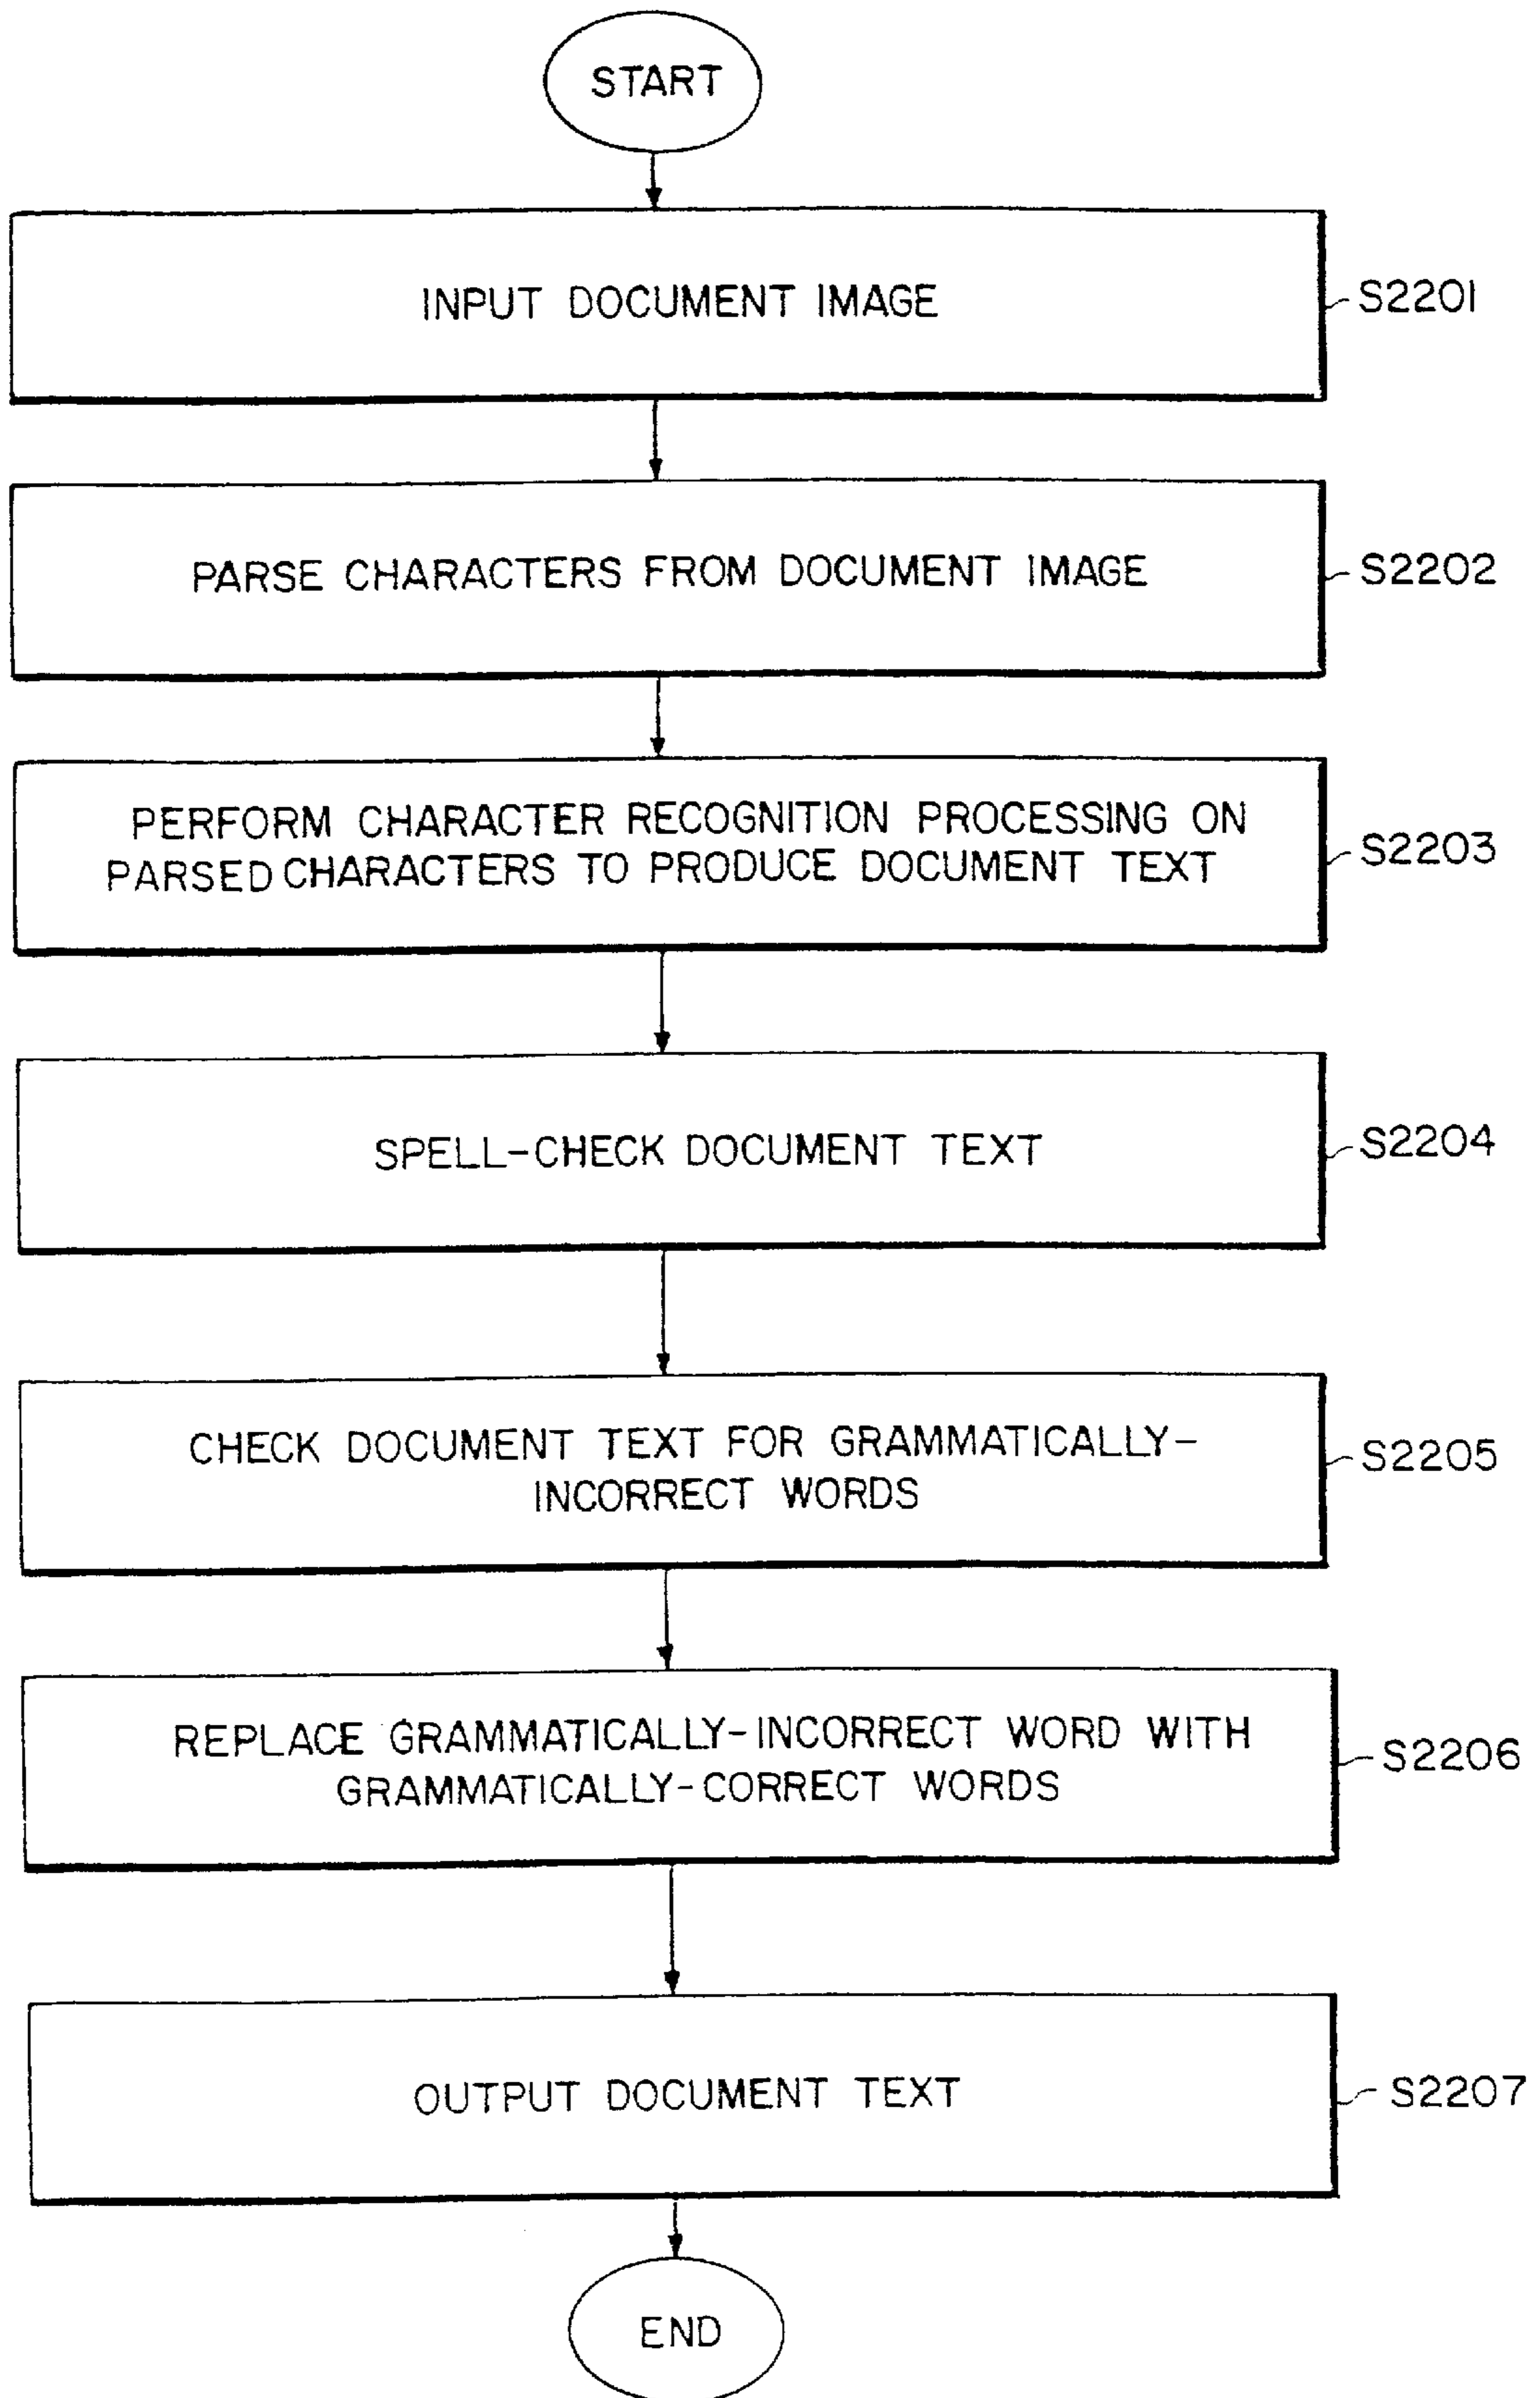 START
INPUT DOCUMENT IMAGE
S2201
PARSE CHARACTERS FROM DOCUMENT IMAGE
S2202
PERFORM CHARACTER RECOGNITION PROCESSING ON
PARSED CHARACTERS TO PRODUCE DOCUMENT TEXT
S2203
SPELL-CHECK DOCUMENT TEXT
S2204
CHECK DOCUMENT TEXT FOR GRAMMATICALLY-
INCORRECT WORDS
S2205
REPLACE GRAMMATICALLY-INCORRECT WORD WITH
GRAMMATICALLY-CORRECT WORDS
S2206
OUTPUT DOCUMENT TEXT
S2207
END